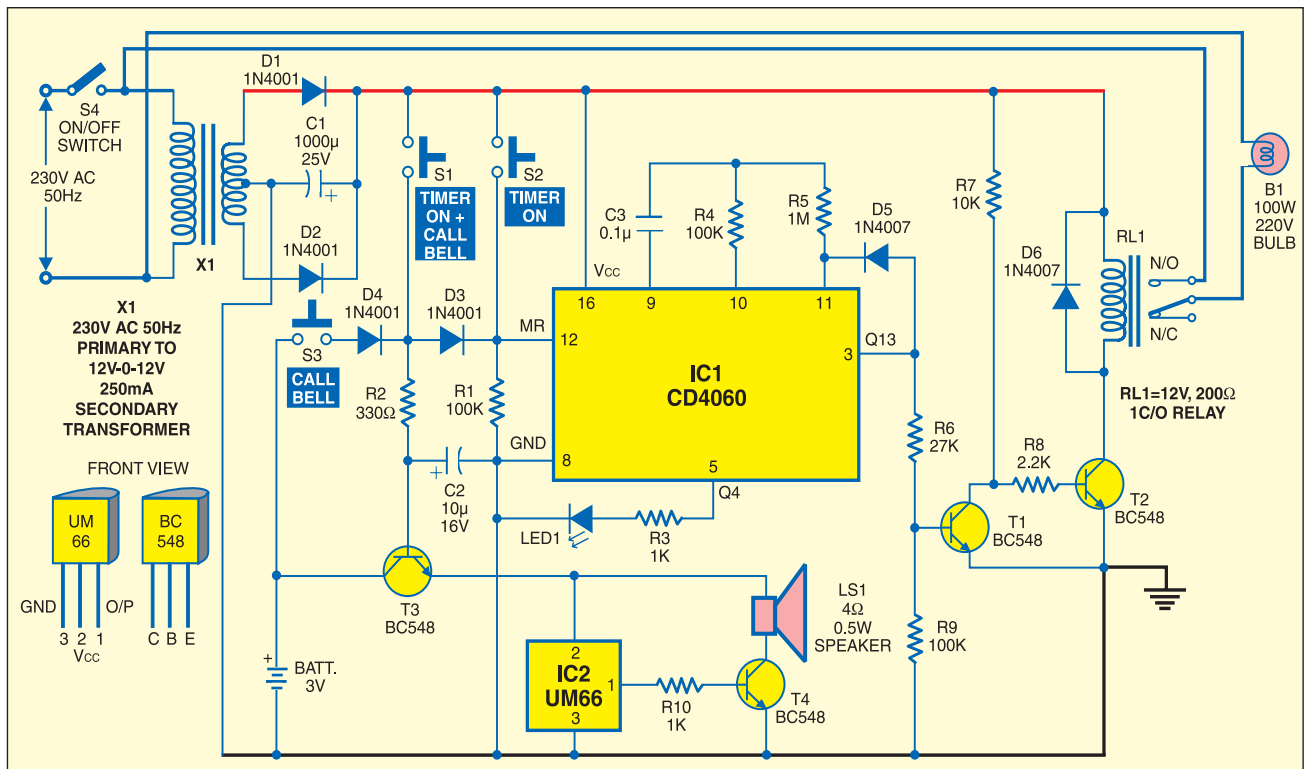 S4
ON/OFF
SWITCH
230V AC
50Hz
D1
1N4001
C1
1000µ
25V
+
D2
1N4001
X1
X1
230V AC 50Hz
PRIMARY TO
12V-0-12V
250mA
SECONDARY
TRANSFORMER
S1
TIMER
ON +
CALL
BELL
S2
TIMER
ON
S3
CALL
BELL
D4
1N4001
D3
1N4001
R2
330Ω
R1
100K
+
C2
10µ
16V
MR
GND
VCC
C3
0.1µ
R4
100K
R5
1M
D5
1N4007
16
9
10
11
12
3
8
5
IC1
CD4060
Q13
Q4
LED1
R3
1K
R6
27K
R9
100K
R7
10K
R8
2.2K
T1
BC548
T2
BC548
D6
1N4007
RL1
N/O
N/C
RL1=12V, 200Ω
1C/O RELAY
B1
100W
220V
BULB
FRONT VIEW
UM
66
BC
548
GND
O/P
3 2 1
VCC
C B E
+
BATT.
3V
T3
BC548
2
IC2
UM66
1
3
R10
1K
LS1
4Ω
0.5W
SPEAKER
T4
BC548